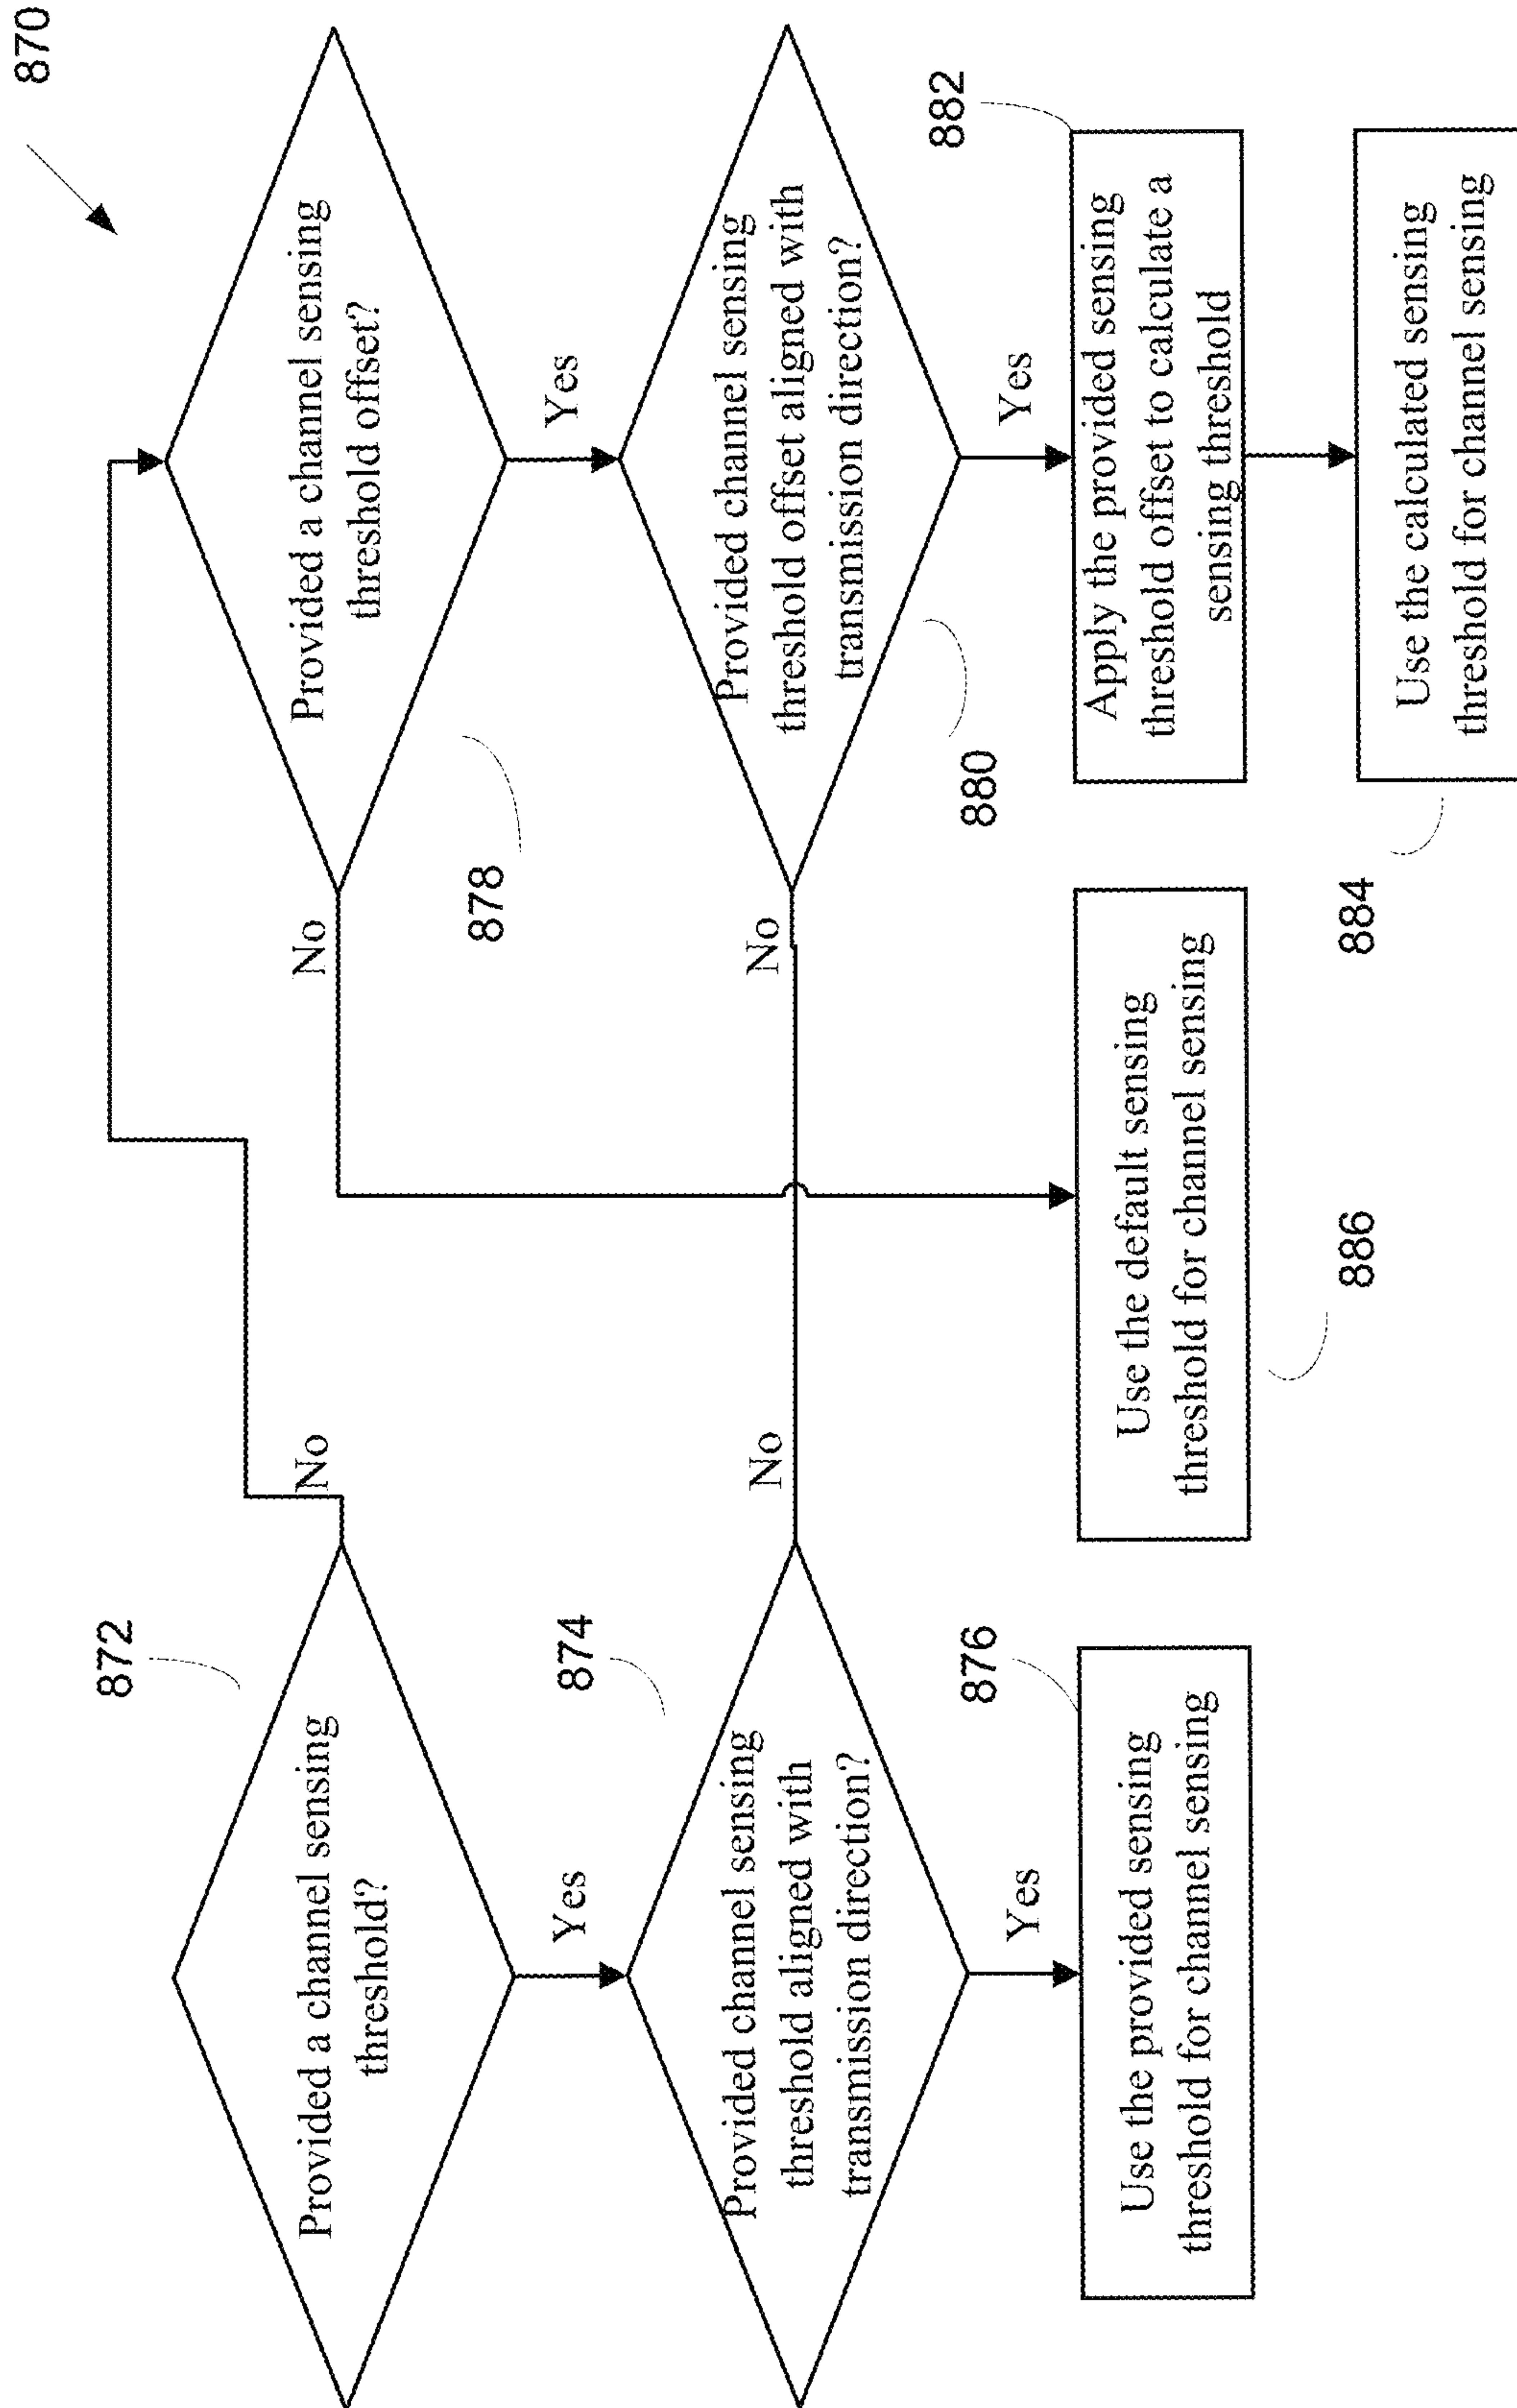 870
872
Provided a channel sensing
threshold?
No
Yes
874
Provided channel sensing
threshold aligned with
transmission direction?
No
Yes
876
Use the provided sensing
threshold for channel sensing
Provided a channel sensing
threshold offset?
878
No
Yes
Provided channel sensing
threshold offset aligned with
transmission direction?
880
No
Yes
882
Apply the provided sensing
threshold offset to calculate a
sensing threshold
Use the calculated sensing
threshold for channel sensing
884
Use the default sensing
threshold for channel sensing
886